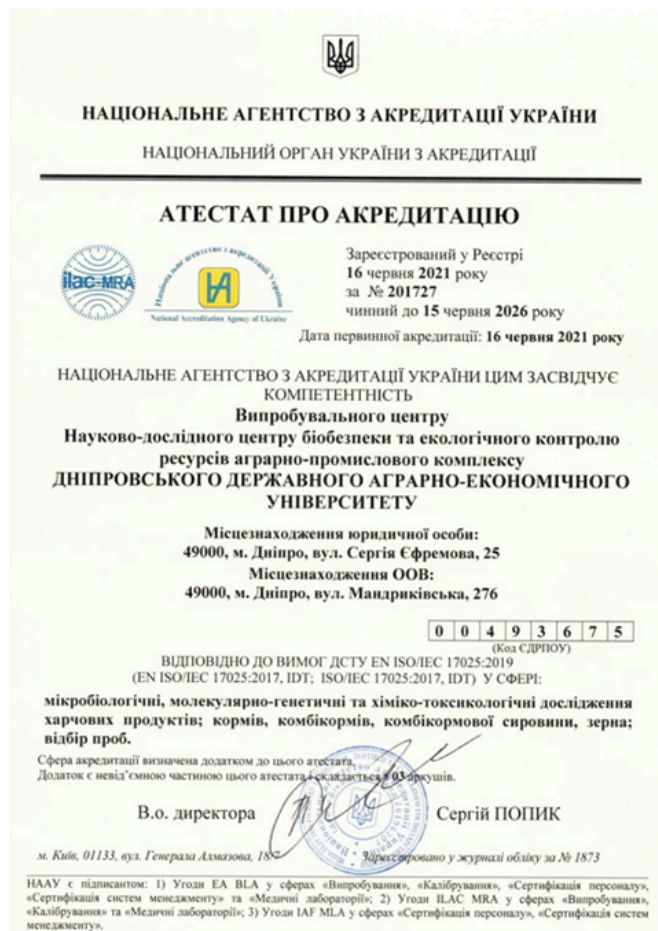 НАЦІОНАЛЬНЕ АГЕНТСТВО З АКРЕДИТАЦІЇ УКРАЇНИ
НАЦІОНАЛЬНИЙ ОРГАН УКРАЇНИ З АКРЕДИТАЦІЇ
АТЕСТАТ ПРО АКРЕДИТАЦІЮ
ilac-MRA
Національне агентство з акредитації України
НА
National Accreditation Agency of Ukraine
Зареєстрований у Реєстрі
16 червня 2021 року
за № 201727
чинний до 15 червня 2026 року
Дата первинної акредитації: 16 червня 2021 року
НАЦІОНАЛЬНЕ АГЕНТСТВО З АКРЕДИТАЦІЇ УКРАЇНИ ЦИМ ЗАСВІДЧУЄ
КОМПЕТЕНТНІСТЬ
Випробувального центру
Науково-дослідного центру біобезпеки та екологічного контролю
ресурсів аграрно-промислового комплексу
ДНІПРОВСЬКОГО ДЕРЖАВНОГО АГРАРНО-ЕКОНОМІЧНОГО
УНІВЕРСИТЕТУ
Місцезнаходження юридичної особи:
49000, м. Дніпро, вул. Сергія Єфремова, 25
Місцезнаходження ООВ:
49000, м. Дніпро, вул. Мандриківська, 276
0 0 4 9 3 6 7 5
(Код ЄДРПОУ)
ВІДПОВІДНО ДО ВИМОГ ДСТУ EN ISO/IEC 17025:2019
(EN ISO/IEC 17025:2017, IDT; ISO/IEC 17025:2017, IDT) У СФЕРІ:
мікробіологічні, молекулярно-генетичні та хіміко-токсикологічні дослідження
харчових продуктів; кормів, комбікормів, комбікормової сировини, зерна;
відбір проб.
Сфера акредитації визначена додатком до цього атестата.
Додаток є невід'ємною частиною цього атестата і складається з 03 аркушів.
В.о. директора
Сергій ПОПИК
м. Київ, 01133, вул. Генерала Алмазова, 18/7
Зареєстровано у журналі обліку за № 1873
НААУ є підписантом: 1) Угоди EA BLA у сферах «Випробування», «Калібрування», «Сертифікація персоналу»,
«Сертифікація систем менеджменту» та «Медичні лабораторії»; 2) Угоди ILAC MRA у сферах «Випробування»,
«Калібрування» та «Медичні лабораторії»; 3) Угоди IAF MLA у сферах «Сертифікація персоналу», «Сертифікація систем
менеджменту».